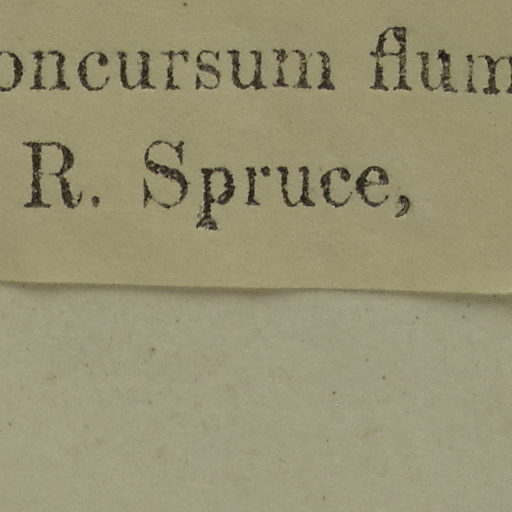 oncursum flum
R. Spruce,